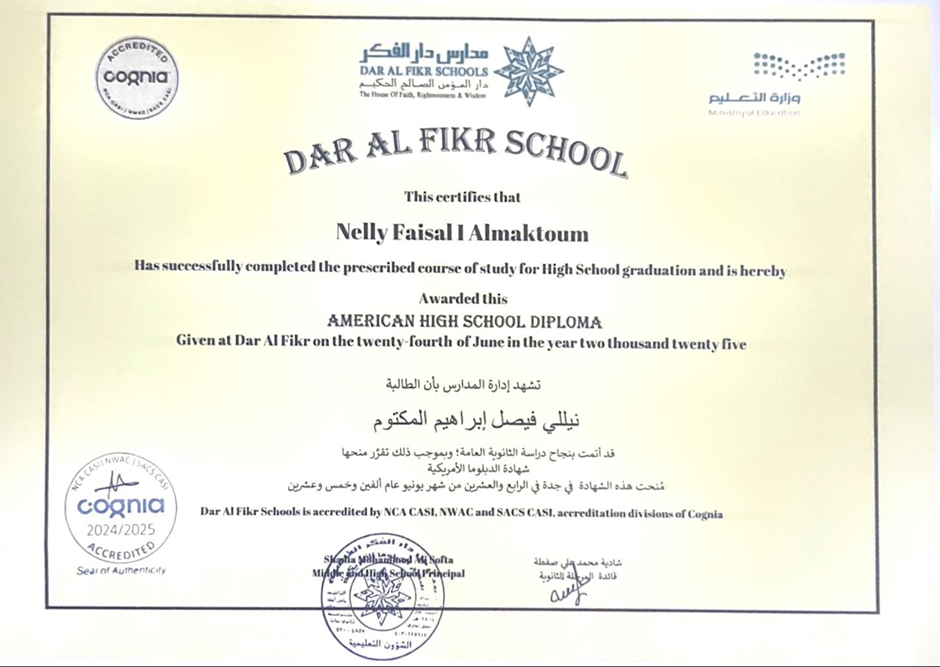 ACCREDITED
cognia
NCA CASI | NWAC | SACS CASI
مدارس دار الفكر
DAR AL FIKR SCHOOLS
دار المؤمن الصالح الحكيم
The House Of Faith, Righteousness & Wisdom
وزارة التعليم
Ministry of Education
DAR AL FIKR SCHOOL
This certifies that
Nelly Faisal I Almaktoum
Has successfully completed the prescribed course of study for High School graduation and is hereby
Awarded this
AMERICAN HIGH SCHOOL DIPLOMA
Given at Dar Al Fikr on the twenty-fourth of June in the year two thousand twenty five
تشهد إدارة المدارس بأن الطالبة
نيللي فيصل إبراهيم المكتوم
قد أتمت بنجاح دراسة الثانوية العامة؛ وبموجب ذلك تقرّر منحها
شهادة الدبلوما الأمريكية
مُنحت هذه الشهادة في جدة في الرابع والعشرين من شهر يونيو عام ألفين وخمس وعشرين
Dar Al Fikr Schools is accredited by NCA CASI, NWAC and SACS CASI, accreditation divisions of Cognia
NCA CASI | NWAC | SACS CASI
cognia
2024/2025
ACCREDITED
Seal of Authenticity
Ali Softa
Middle and High School Principal
شادية محمد علي صفطة
قائدة المرحلة الثانوية
دار الفكر
الشؤون التعليمية